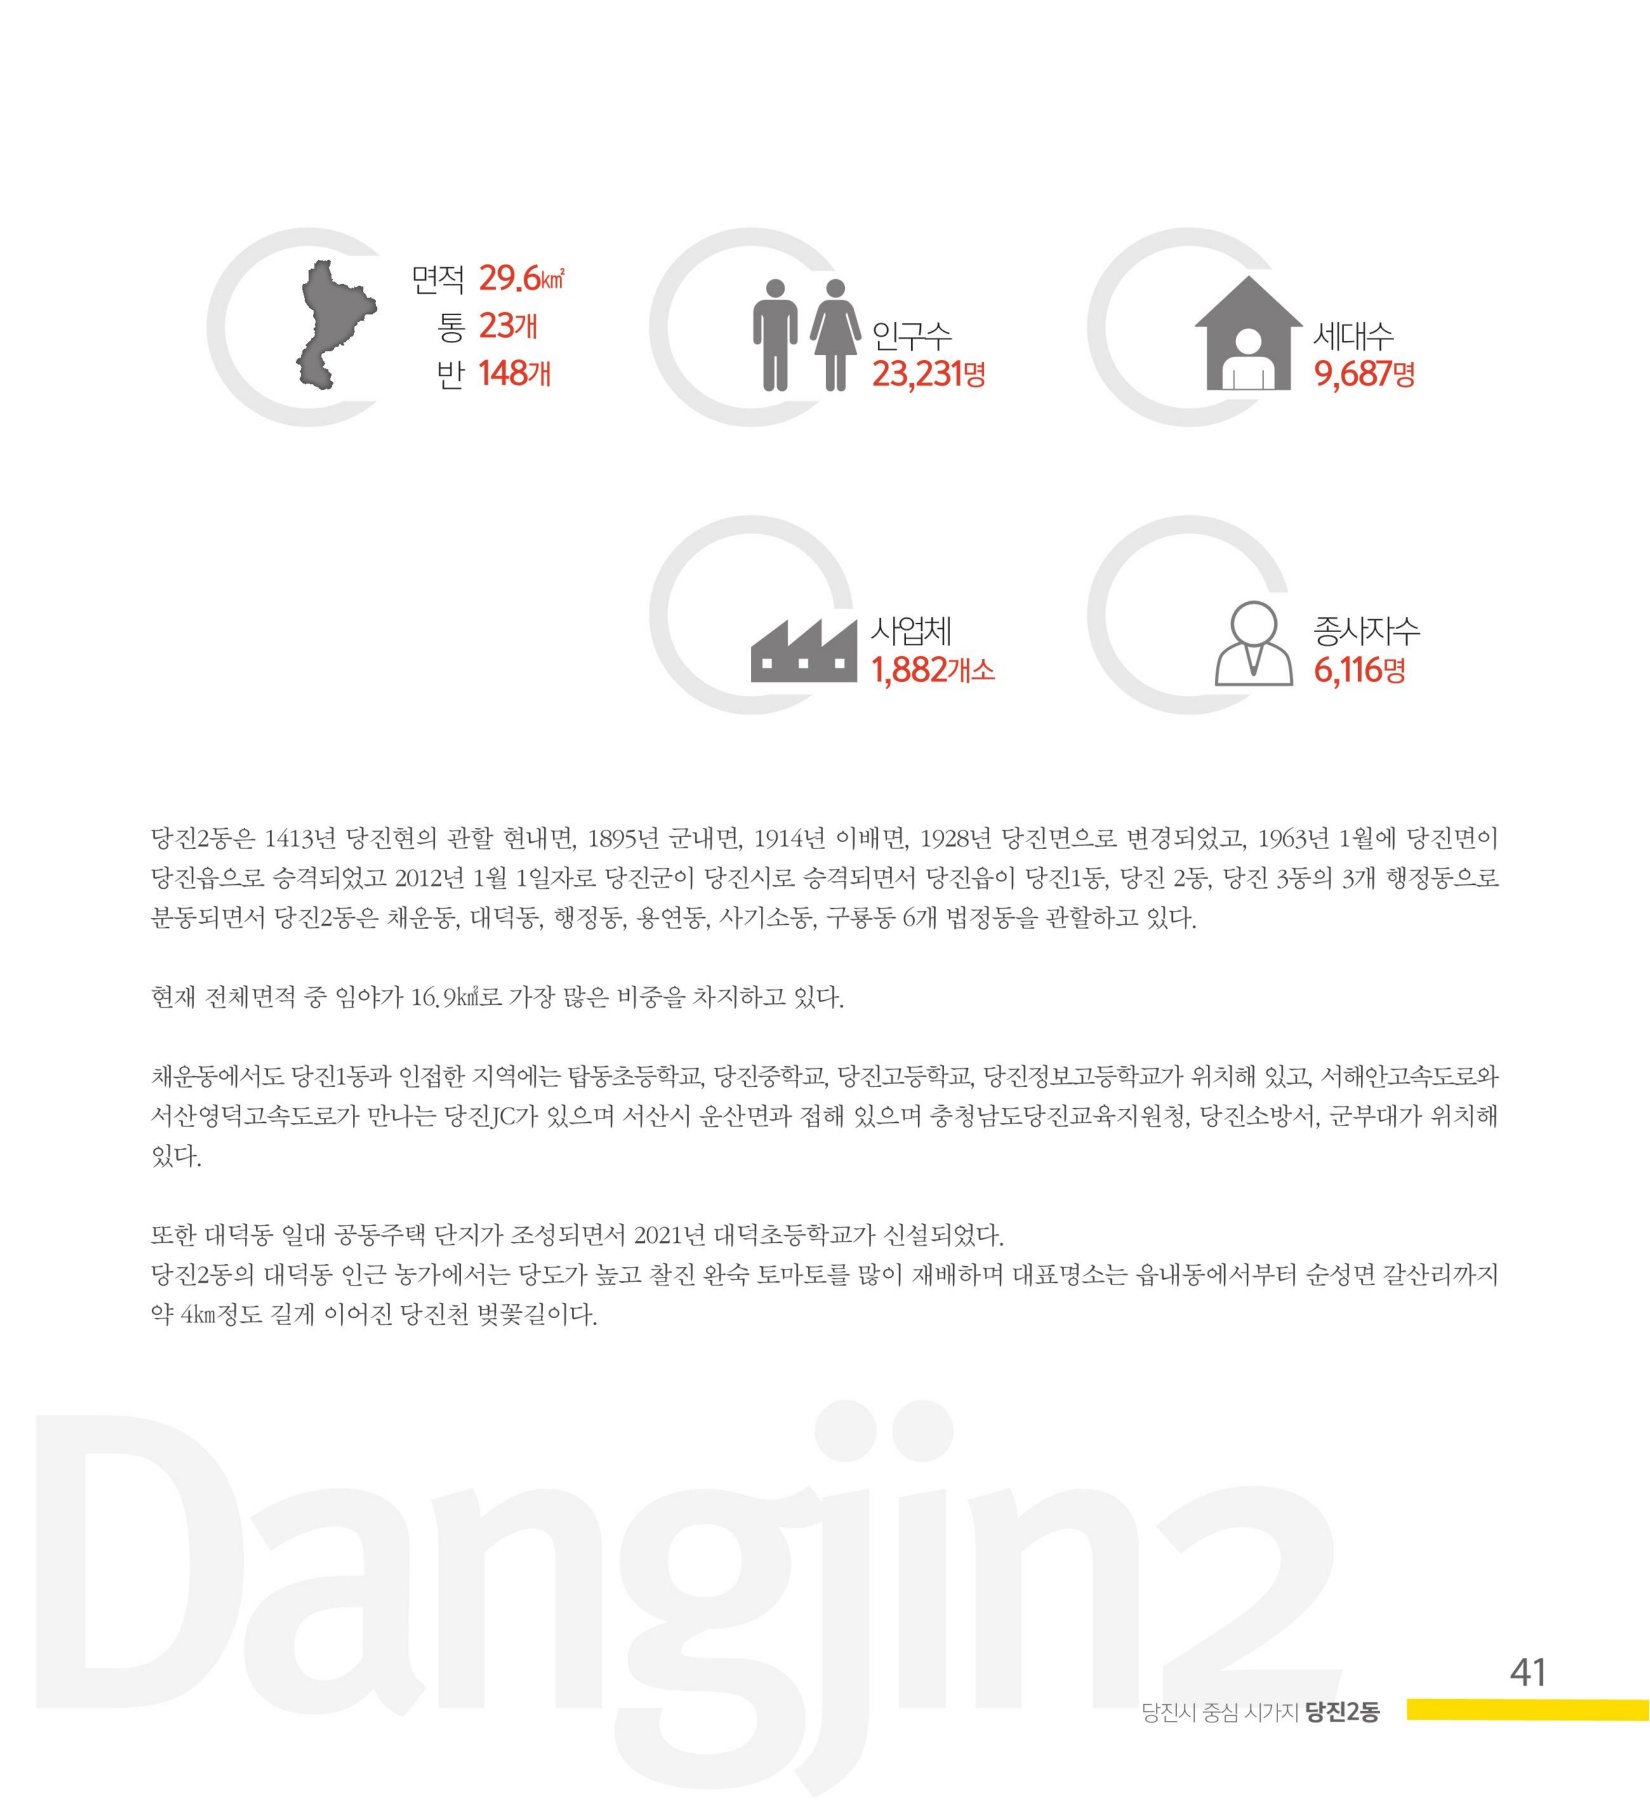 면적 29.6㎢
통 23개
반 148개
인구수
23,231명
세대수
9,687명
사업체
1,882개소
종사자수
6,116명
당진2동은 1413년 당진현의 관할 현내면, 1895년 군내면, 1914년 이배면, 1928년 당진면으로 변경되었고, 1963년 1월에 당진면이
당진읍으로 승격되었고 2012년 1월 1일자로 당진군이 당진시로 승격되면서 당진읍이 당진1동, 당진 2동, 당진 3동의 3개 행정동으로
분동되면서 당진2동은 채운동, 대덕동, 행정동, 용연동, 사기소동, 구룡동 6개 법정동을 관할하고 있다.
현재 전체면적 중 임야가 16.9㎢로 가장 많은 비중을 차지하고 있다.
채운동에서도 당진1동과 인접한 지역에는 탑동초등학교, 당진중학교, 당진고등학교, 당진정보고등학교가 위치해 있고, 서해안고속도로와
서산영덕고속도로가 만나는 당진JC가 있으며 서산시 운산면과 접해 있으며 충청남도당진교육지원청, 당진소방서, 군부대가 위치해
있다.
또한 대덕동 일대 공동주택 단지가 조성되면서 2021년 대덕초등학교가 신설되었다.
당진2동의 대덕동 인근 농가에서는 당도가 높고 찰진 완숙 토마토를 많이 재배하며 대표명소는 읍내동에서부터 순성면 갈산리까지
약 4㎞정도 길게 이어진 당진천 벚꽃길이다.
Dangjin2
41
당진시 중심 시가지 당진2동